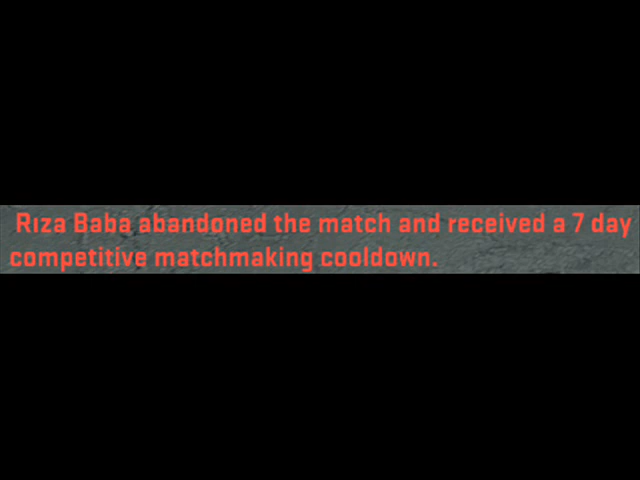 Rıza Baba abandoned the match and received a 7 day
competitive matchmaking cooldown.